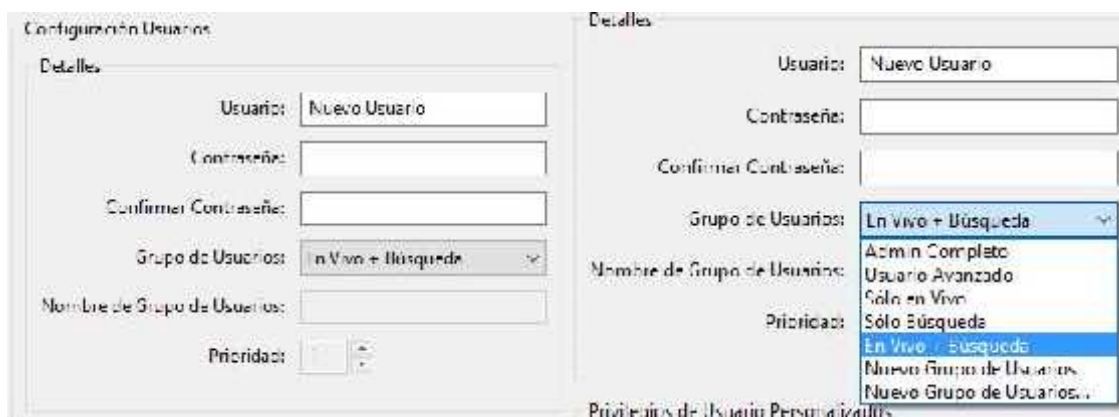 Configuración Usuarios
Detalles
Usuario: Nuevo Usuario
Contraseña:
Confirmar Contraseña:
Grupo de Usuarios: En Vivo + Búsqueda
Nombre de Grupo de Usuarios:
Prioridad:
Detalles
Usuario: Nuevo Usuario
Contraseña:
Confirmar Contraseña:
Grupo de Usuarios: En Vivo + Búsqueda
Admin Completo
Nombre de Grupo de Usuarios: Usuario Avanzado
Sólo en Vivo
Prioridad: Sólo Búsqueda
En Vivo + Búsqueda
Nuevo Grupo de Usuarios
Nuevo Grupo de Usuarios...
Privilegios de Usuario Personalizados